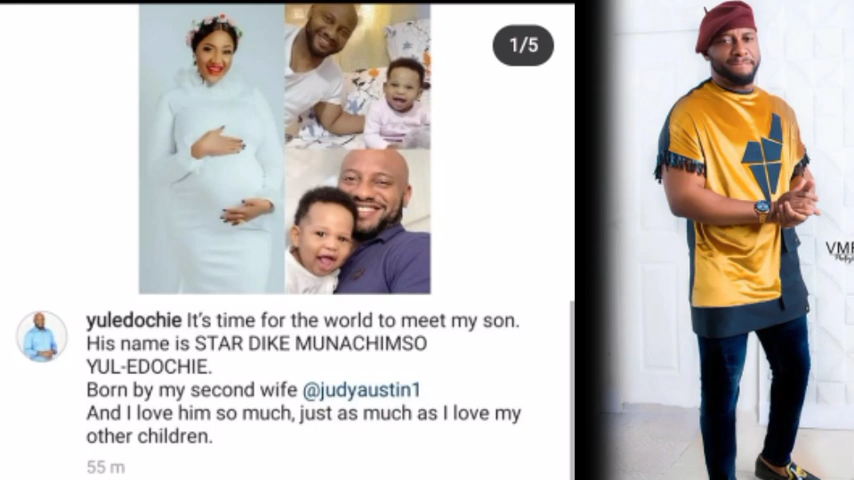 1/5
yuledochie It's time for the world to meet my son.
His name is STAR DIKE MUNACHIMSO
YUL-EDOCHIE.
Born by my second wife @judyaustin1
And I love him so much, just as much as I love my
other children.
55 m